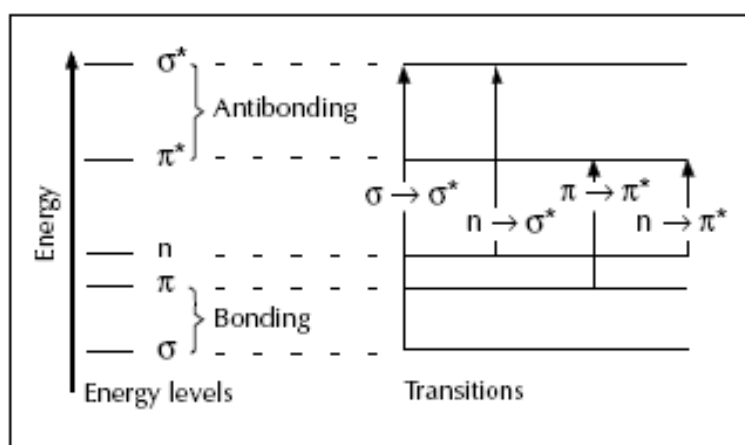 σ*
Antibonding
π*
σ → σ*
π → π*
n → σ*
n → π*
Energy
n
π
Bonding
σ
Energy levels
Transitions